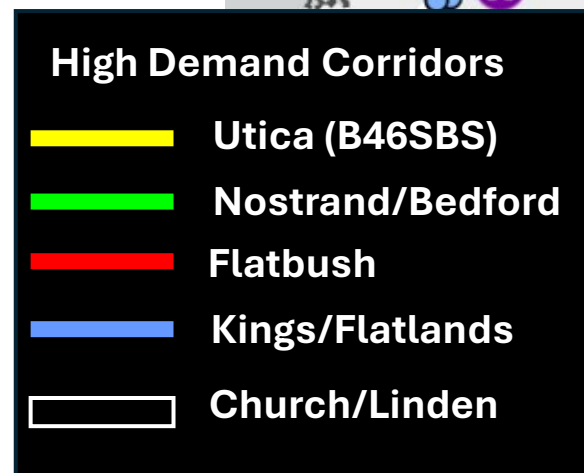 High Demand Corridors
Utica (B46SBS)
Nostrand/Bedford
Flatbush
Kings/Flatlands
Church/Linden